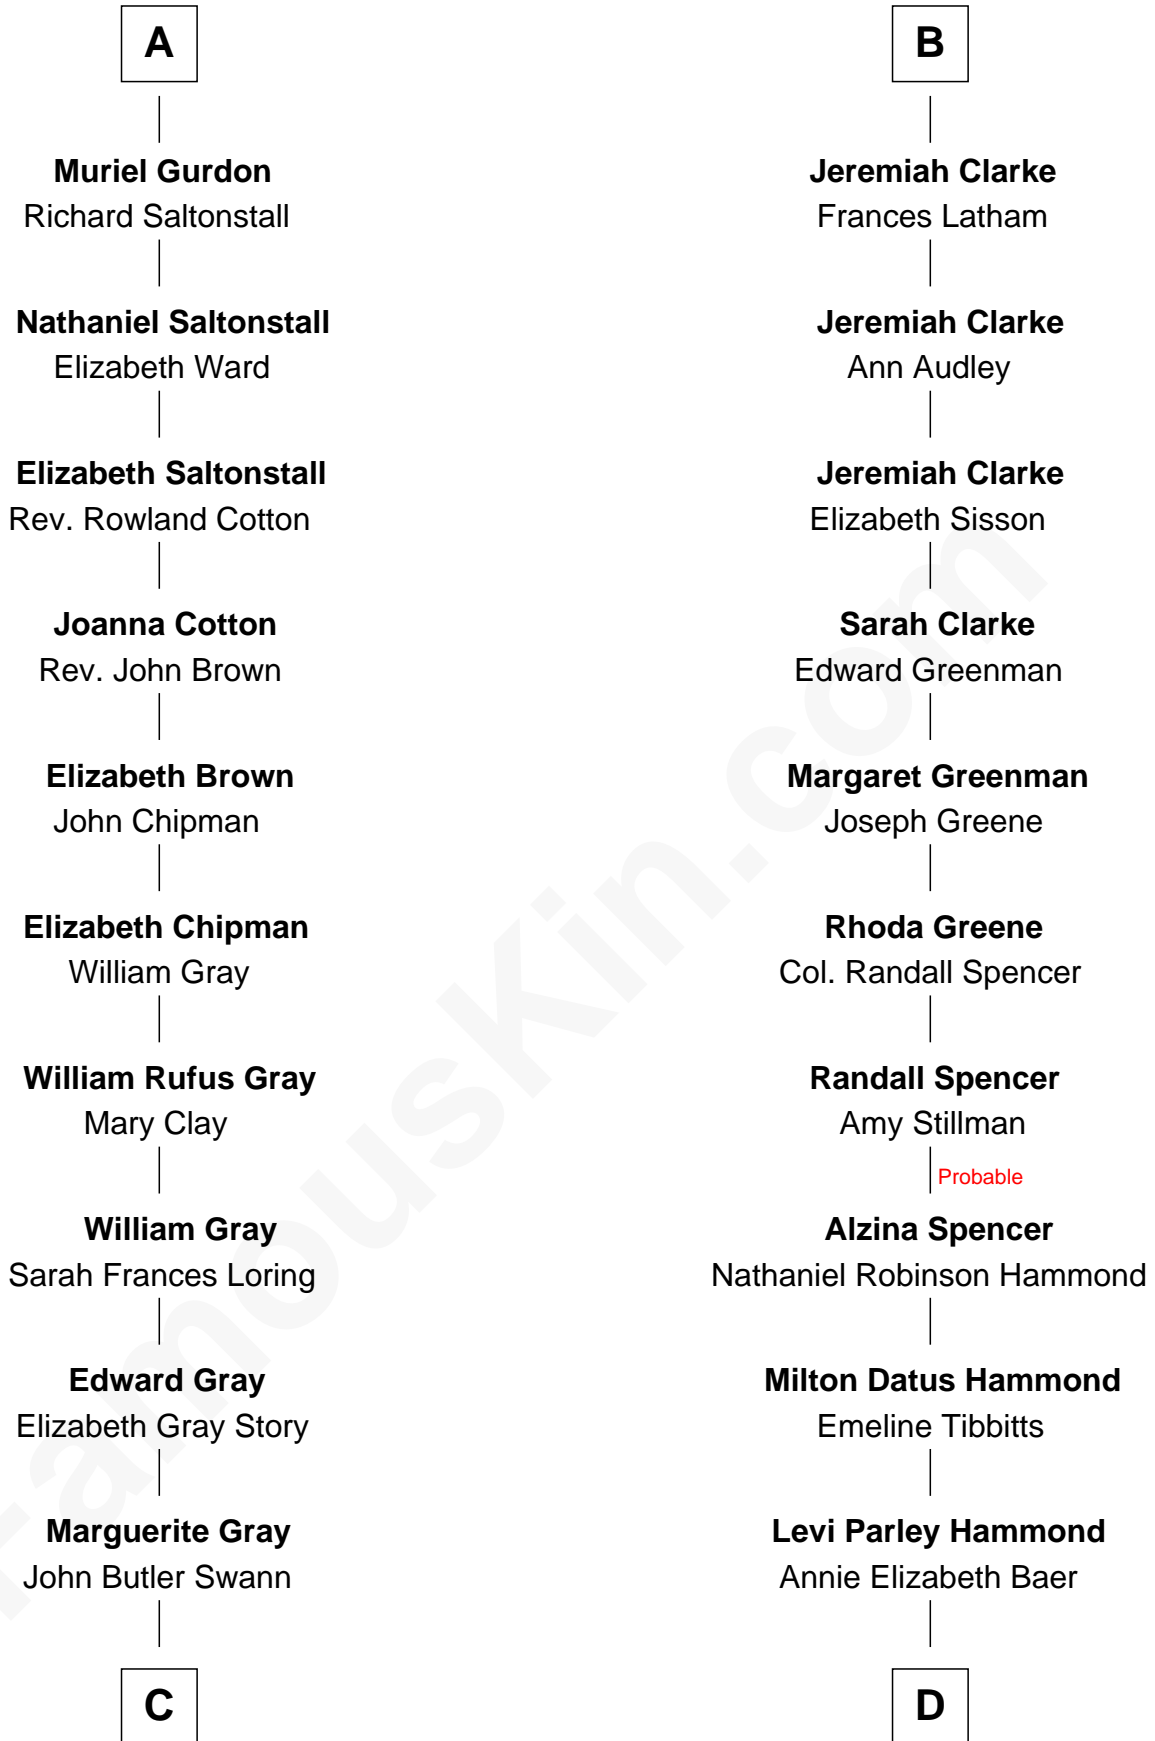 A
Muriel Gurdon
Richard Saltonstall
Nathaniel Saltonstall
Elizabeth Ward
Elizabeth Saltonstall
Rev. Rowland Cotton
Joanna Cotton
Rev. John Brown
Elizabeth Brown
John Chipman
Elizabeth Chipman
William Gray
William Rufus Gray
Mary Clay
William Gray
Sarah Frances Loring
Edward Gray
Elizabeth Gray Story
Marguerite Gray
John Butler Swann
C
B
Jeremiah Clarke
Frances Latham
Jeremiah Clarke
Ann Audley
Jeremiah Clarke
Elizabeth Sisson
Sarah Clarke
Edward Greenman
Margaret Greenman
Joseph Greene
Rhoda Greene
Col. Randall Spencer
Randall Spencer
Amy Stillman
Probable
Alzina Spencer
Nathaniel Robinson Hammond
Milton Datus Hammond
Emeline Tibbitts
Levi Parley Hammond
Annie Elizabeth Baer
D
FamousKin.com